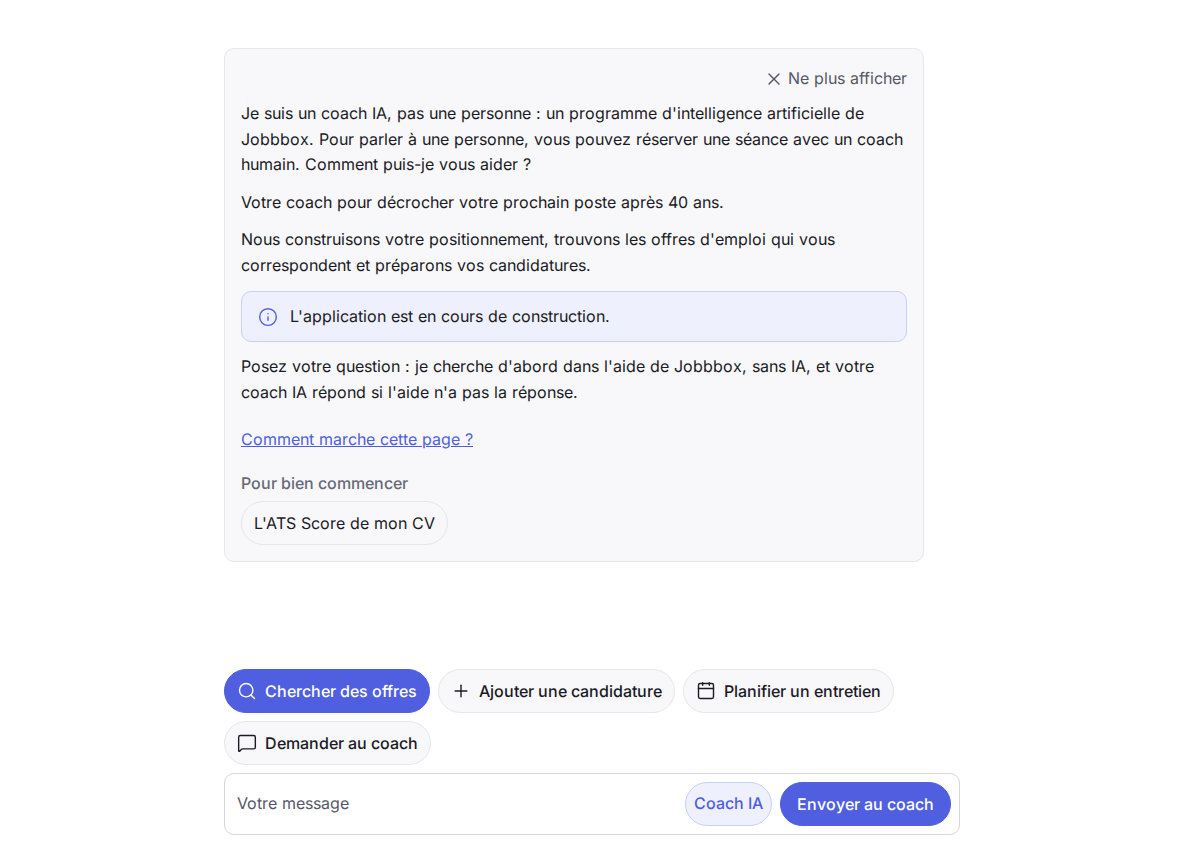 Ne plus afficher
Je suis un coach IA, pas une personne : un programme d'intelligence artificielle de
Jobbbox. Pour parler à une personne, vous pouvez réserver une séance avec un coach
humain. Comment puis-je vous aider ?
Votre coach pour décrocher votre prochain poste après 40 ans.
Nous construisons votre positionnement, trouvons les offres d'emploi qui vous
correspondent et préparons vos candidatures.
L'application est en cours de construction.
Posez votre question : je cherche d'abord dans l'aide de Jobbbox, sans IA, et votre
coach IA répond si l'aide n'a pas la réponse.
Comment marche cette page ?
Pour bien commencer
L'ATS Score de mon CV
Chercher des offres
Ajouter une candidature
Planifier un entretien
Demander au coach
Votre message
Coach IA
Envoyer au coach